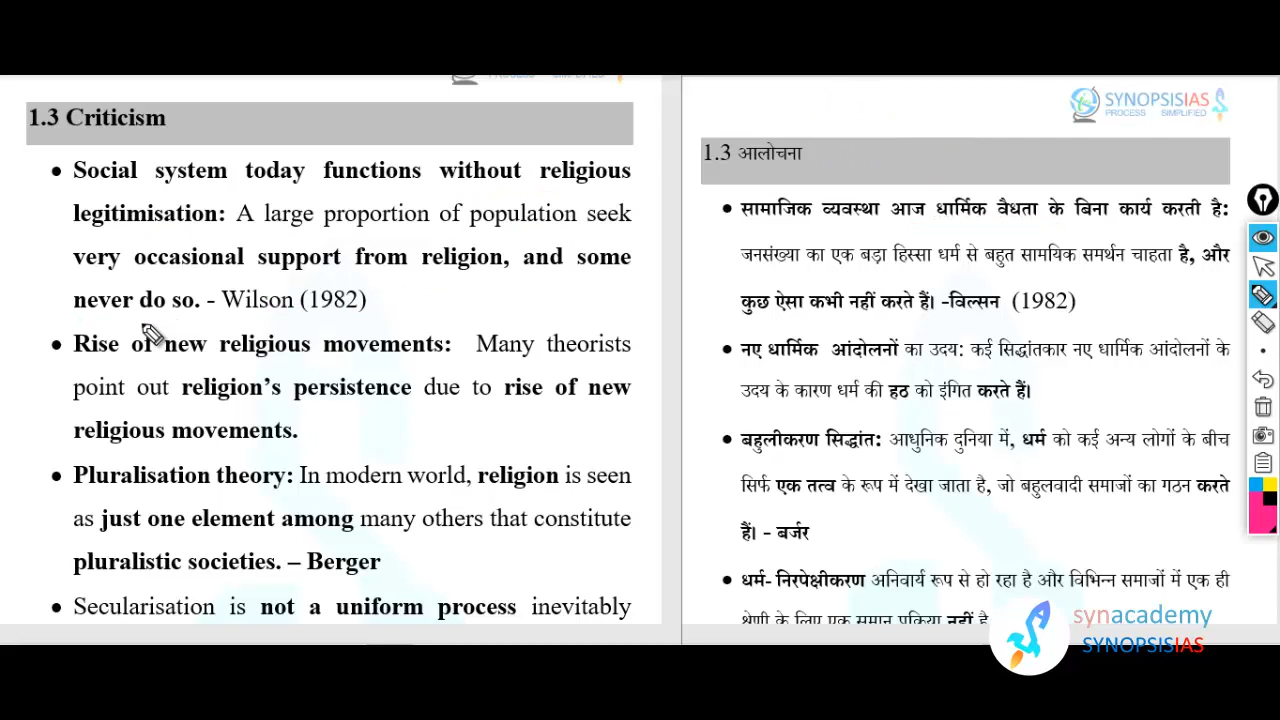 1.3 Criticism
• Social system today functions without religious
legitimisation: A large proportion of population seek
very occasional support from religion, and some
never do so. - Wilson (1982)
• Rise of new religious movements: Many theorists
point out religion’s persistence due to rise of new
religious movements.
• Pluralisation theory: In modern world, religion is seen
as just one element among many others that constitute
pluralistic societies. – Berger
• Secularisation is not a uniform process inevitably
SYNOPSISIAS
PROCESS SIMPLIFIED
1.3 आलोचना
• सामाजिक व्यवस्था आज धार्मिक वैधता के बिना कार्य करती है:
जनसंख्या का एक बड़ा हिस्सा धर्म से बहुत सामयिक समर्थन चाहता है, और
कुछ ऐसा कभी नहीं करते हैं। -विल्सन (1982)
• नए धार्मिक आंदोलनों का उदय: कई सिद्धांतकार नए धार्मिक आंदोलनों के
उदय के कारण धर्म की हठ को इंगित करते हैं।
• बहुलीकरण सिद्धांत: आधुनिक दुनिया में, धर्म को कई अन्य लोगों के बीच
सिर्फ एक तत्व के रूप में देखा जाता है, जो बहुलवादी समाजों का गठन करते
हैं। - बर्जर
• धर्म- निरपेक्षीकरण अनिवार्य रूप से हो रहा है और विभिन्न समाजों में एक ही
श्रेणी के लिए एक समान प्रक्रिया नहीं है
synacademy
SYNOPSISIAS